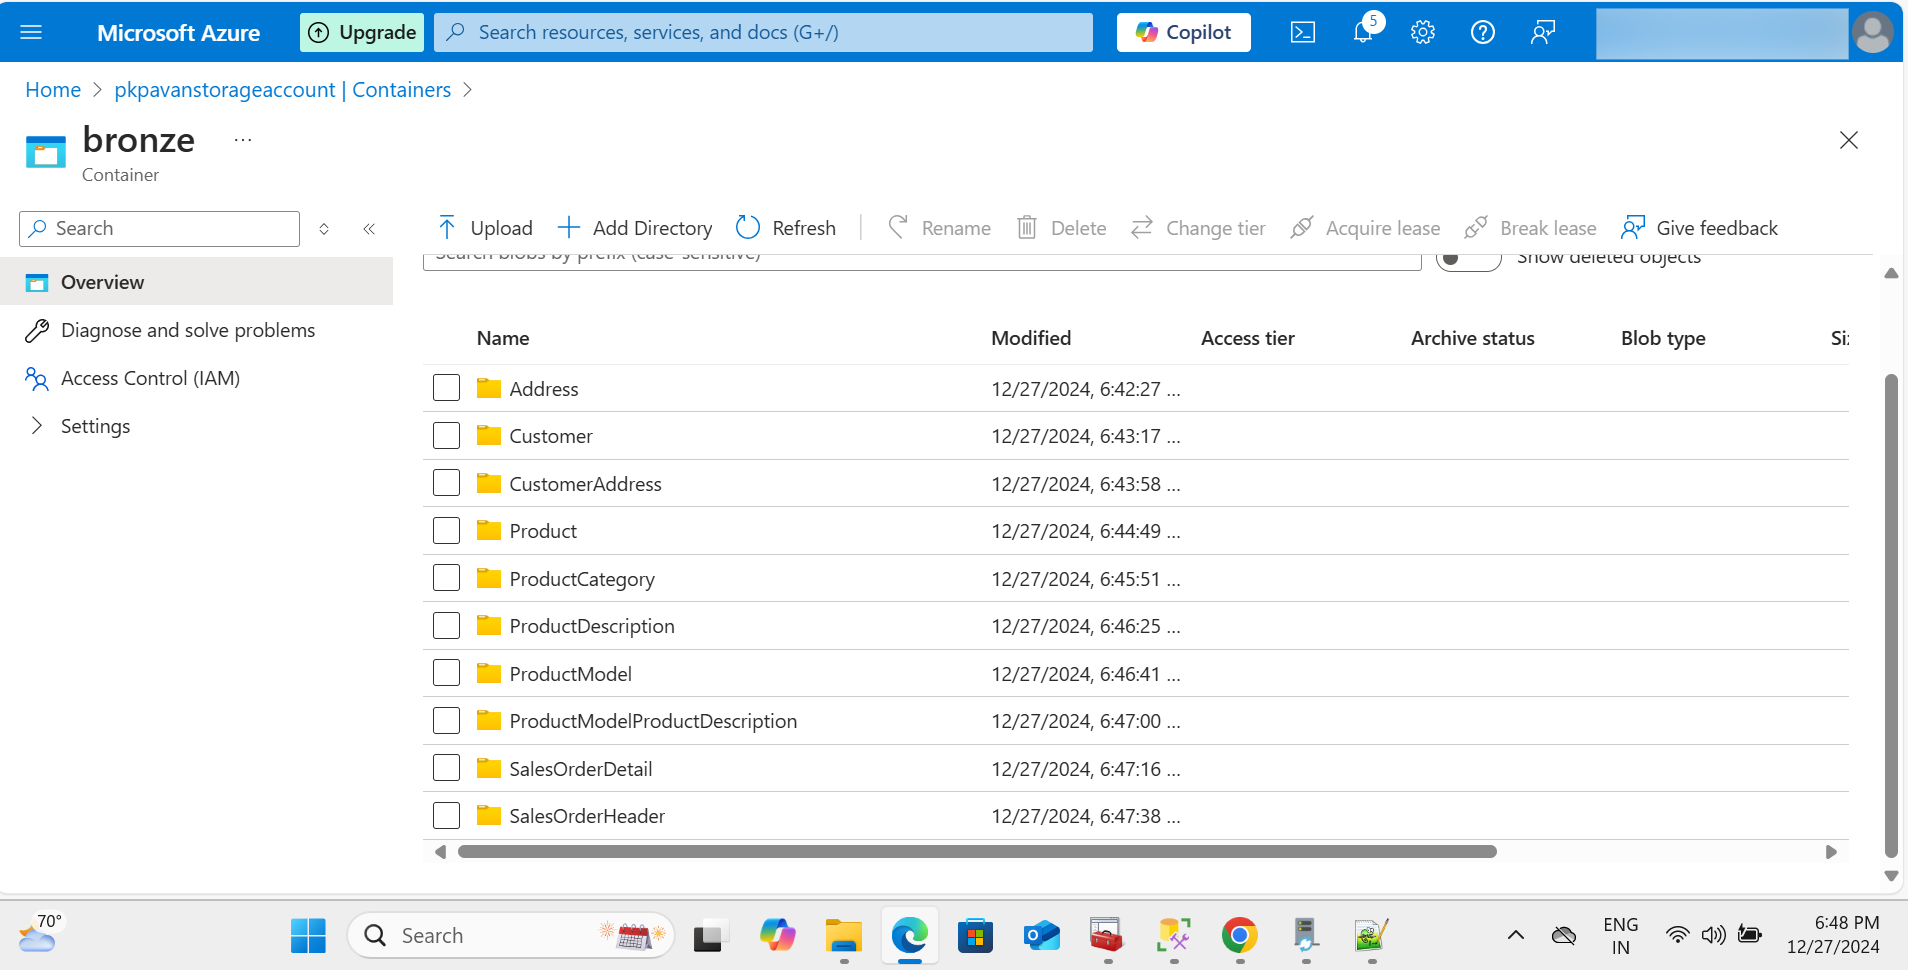 Microsoft Azure
Upgrade
Search resources, services, and docs (G+/)
Copilot
5
Home > pkpavanstorageaccount | Containers >
bronze ...
Container
Search
Upload
Add Directory
Refresh
Rename
Delete
Change tier
Acquire lease
Break lease
Give feedback
Search blobs by prefix (case-sensitive)
Show deleted objects
Overview
Diagnose and solve problems
Access Control (IAM)
Settings
Name Modified Access tier Archive status Blob type Si
Address 12/27/2024, 6:42:27 ...
Customer 12/27/2024, 6:43:17 ...
CustomerAddress 12/27/2024, 6:43:58 ...
Product 12/27/2024, 6:44:49 ...
ProductCategory 12/27/2024, 6:45:51 ...
ProductDescription 12/27/2024, 6:46:25 ...
ProductModel 12/27/2024, 6:46:41 ...
ProductModelProductDescription 12/27/2024, 6:47:00 ...
SalesOrderDetail 12/27/2024, 6:47:16 ...
SalesOrderHeader 12/27/2024, 6:47:38 ...
70°
Search
ENG
IN
6:48 PM
12/27/2024